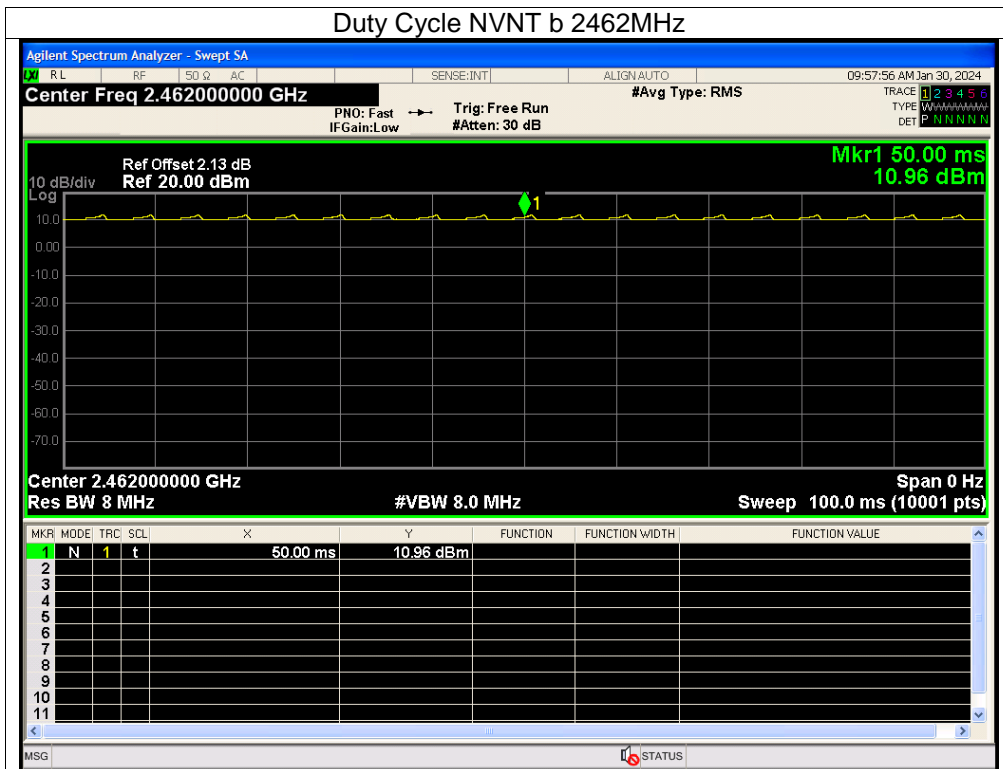 Duty Cycle NVNT b 2462MHz
Agilent Spectrum Analyzer - Swept SA
LXI RL RF 50 Ω AC SENSE:INT ALIGN AUTO 09:57:56 AM Jan 30, 2024
Center Freq 2.462000000 GHz #Avg Type: RMS TRACE 1 2 3 4 5 6
PNO: Fast Trig: Free Run TYPE WWWWWW
IFGain:Low #Atten: 30 dB DET P N N N N N
Mkr1 50.00 ms
Ref Offset 2.13 dB
10 dB/div Ref 20.00 dBm 10.96 dBm
Log
1
10.0
0.00
-10.0
-20.0
-30.0
-40.0
-50.0
-60.0
-70.0
Center 2.462000000 GHz Span 0 Hz
Res BW 8 MHz #VBW 8.0 MHz Sweep 100.0 ms (10001 pts)
MKR MODE TRC SCL X Y FUNCTION FUNCTION WIDTH FUNCTION VALUE
1 N 1 t 50.00 ms 10.96 dBm
2
3
4
5
6
7
8
9
10
11
MSG STATUS